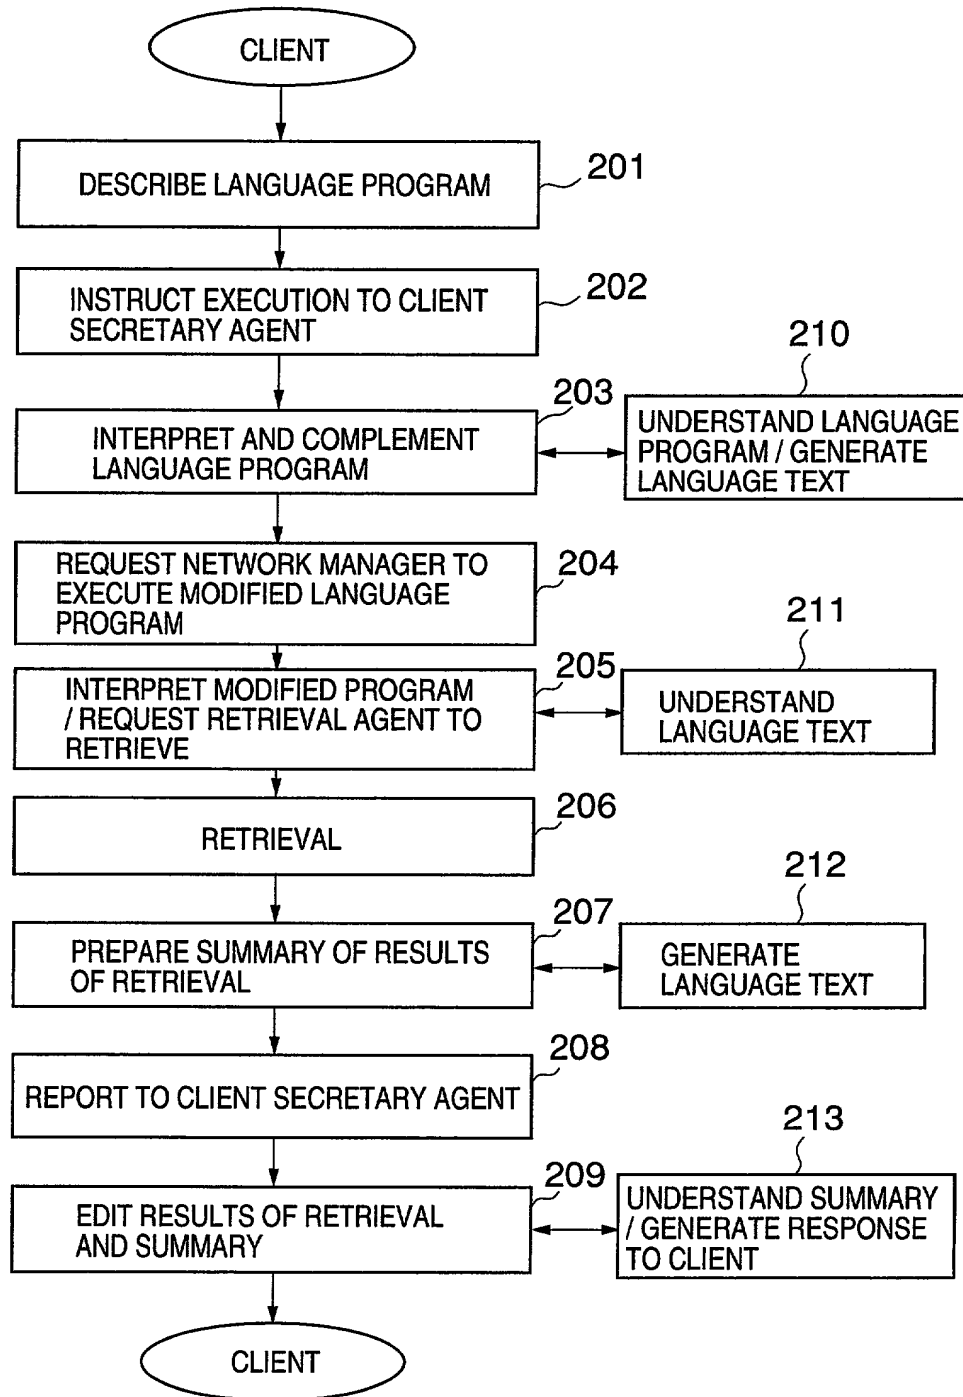 CLIENT
DESCRIBE LANGUAGE PROGRAM
201
INSTRUCT EXECUTION TO CLIENT
SECRETARY AGENT
202
INTERPRET AND COMPLEMENT
LANGUAGE PROGRAM
203
210
UNDERSTAND LANGUAGE
PROGRAM / GENERATE
LANGUAGE TEXT
REQUEST NETWORK MANAGER TO
EXECUTE MODIFIED LANGUAGE
PROGRAM
204
INTERPRET MODIFIED PROGRAM
/ REQUEST RETRIEVAL AGENT TO
RETRIEVE
205
211
UNDERSTAND
LANGUAGE TEXT
RETRIEVAL
206
PREPARE SUMMARY OF RESULTS
OF RETRIEVAL
207
212
GENERATE
LANGUAGE TEXT
REPORT TO CLIENT SECRETARY AGENT
208
EDIT RESULTS OF RETRIEVAL
AND SUMMARY
209
213
UNDERSTAND SUMMARY
/ GENERATE RESPONSE
TO CLIENT
CLIENT